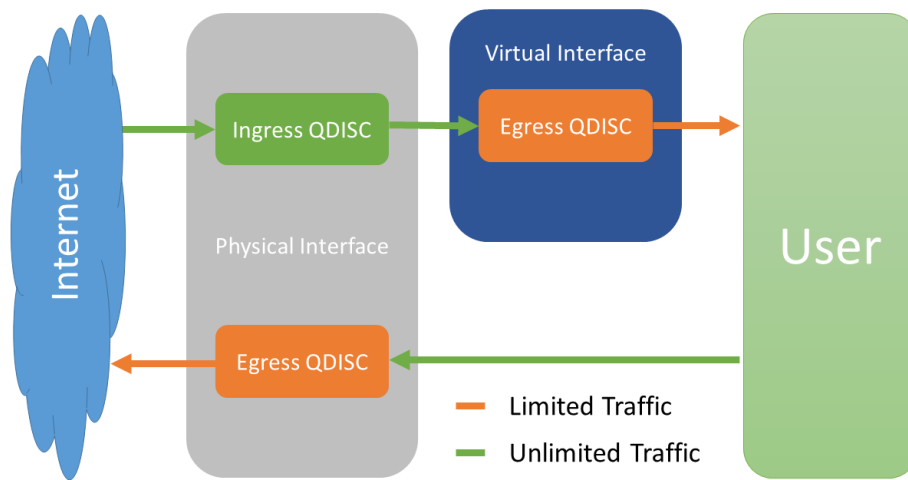 Internet
Ingress QDISC
Physical Interface
Egress QDISC
Virtual Interface
Egress QDISC
User
Limited Traffic
Unlimited Traffic